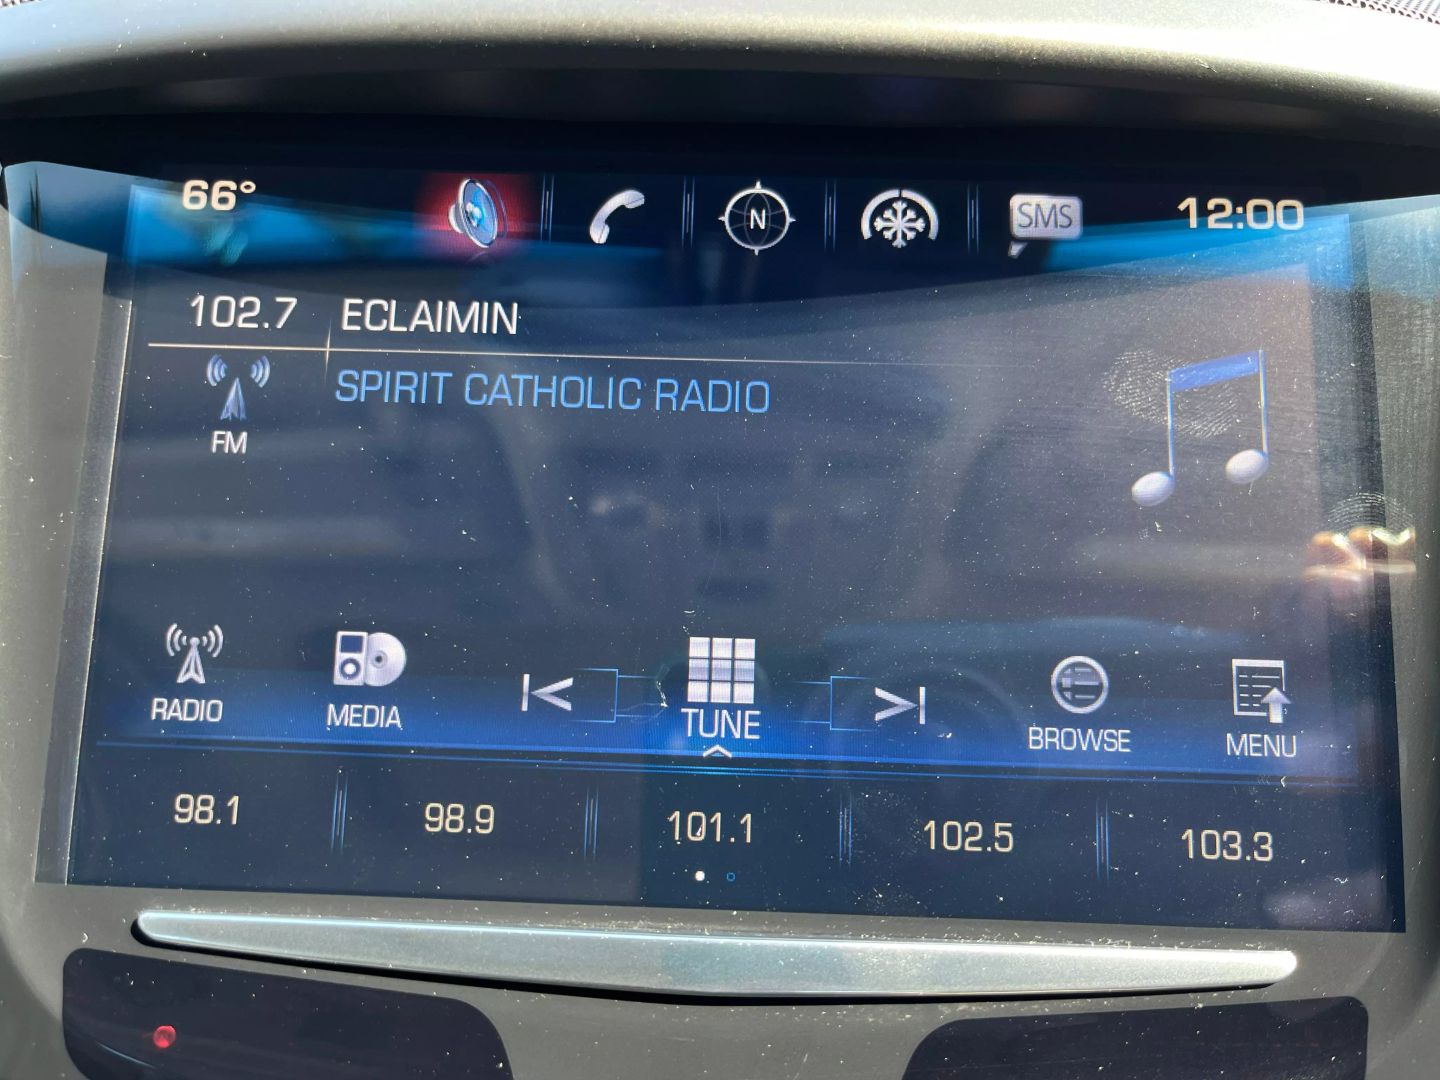 66°
N
SMS
12:00
102.7 ECLAIMIN
FM
SPIRIT CATHOLIC RADIO
RADIO
MEDIA
TUNE
BROWSE
MENU
98.1 98.9 101.1 102.5 103.3